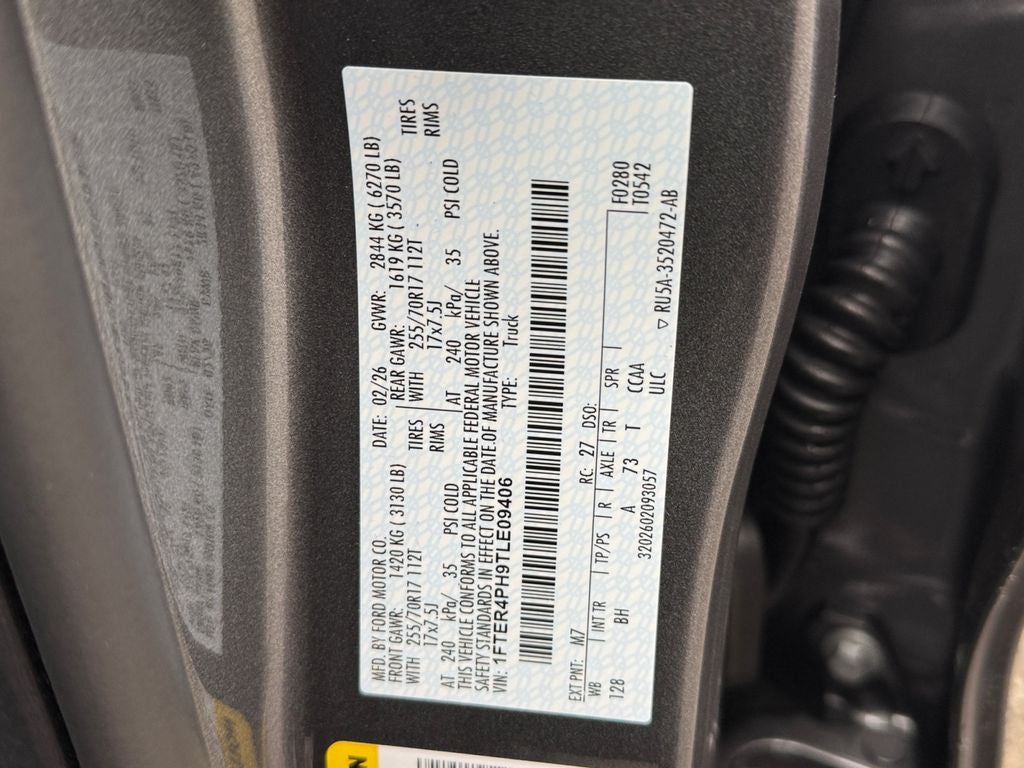 MFD. BY FORD MOTOR CO.
DATE: 02/26 GVWR: 2844 KG ( 6270 LB)
FRONT GAWR: 1420 KG ( 3130 LB) REAR GAWR: 1619 KG ( 3570 LB)
WITH 255/70R17 112T TIRES WITH 255/70R17 112T TIRES
17x7.5J RIMS 17x7.5J RIMS
AT 240 kPa/ 35 PSI COLD AT 240 kPa/ 35 PSI COLD
THIS VEHICLE CONFORMS TO ALL APPLICABLE FEDERAL MOTOR VEHICLE
SAFETY STANDARDS IN EFFECT ON THE DATE OF MANUFACTURE SHOWN ABOVE.
VIN: 1FTER4PH9TLE09406 TYPE: Truck
EXT PNT: M7 RC: 27 DSO: F0280
WB INT TR TP/PS R AXLE TR SPR T0542
128 BH A 73 T CCAA
ULC
3202602093057 ▽ RU5A-3520472-AB